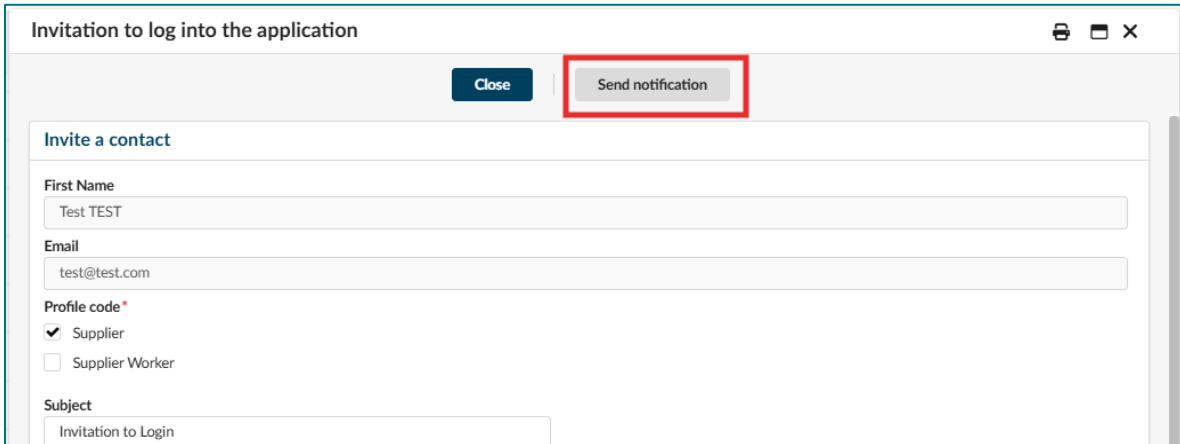 Invitation to log into the application
Close
Send notification
Invite a contact
First Name
Test TEST
Email
test@test.com
Profile code*
Supplier
Supplier Worker
Subject
Invitation to Login